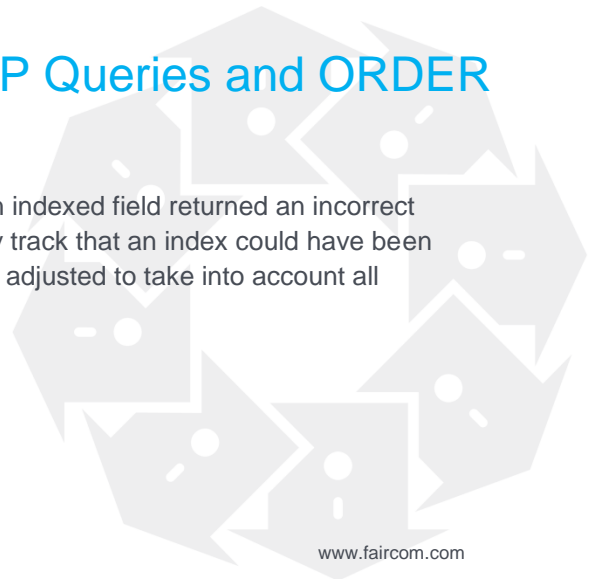 P Queries and ORDER
n indexed field returned an incorrect
y track that an index could have been
adjusted to take into account all
www.faircom.com